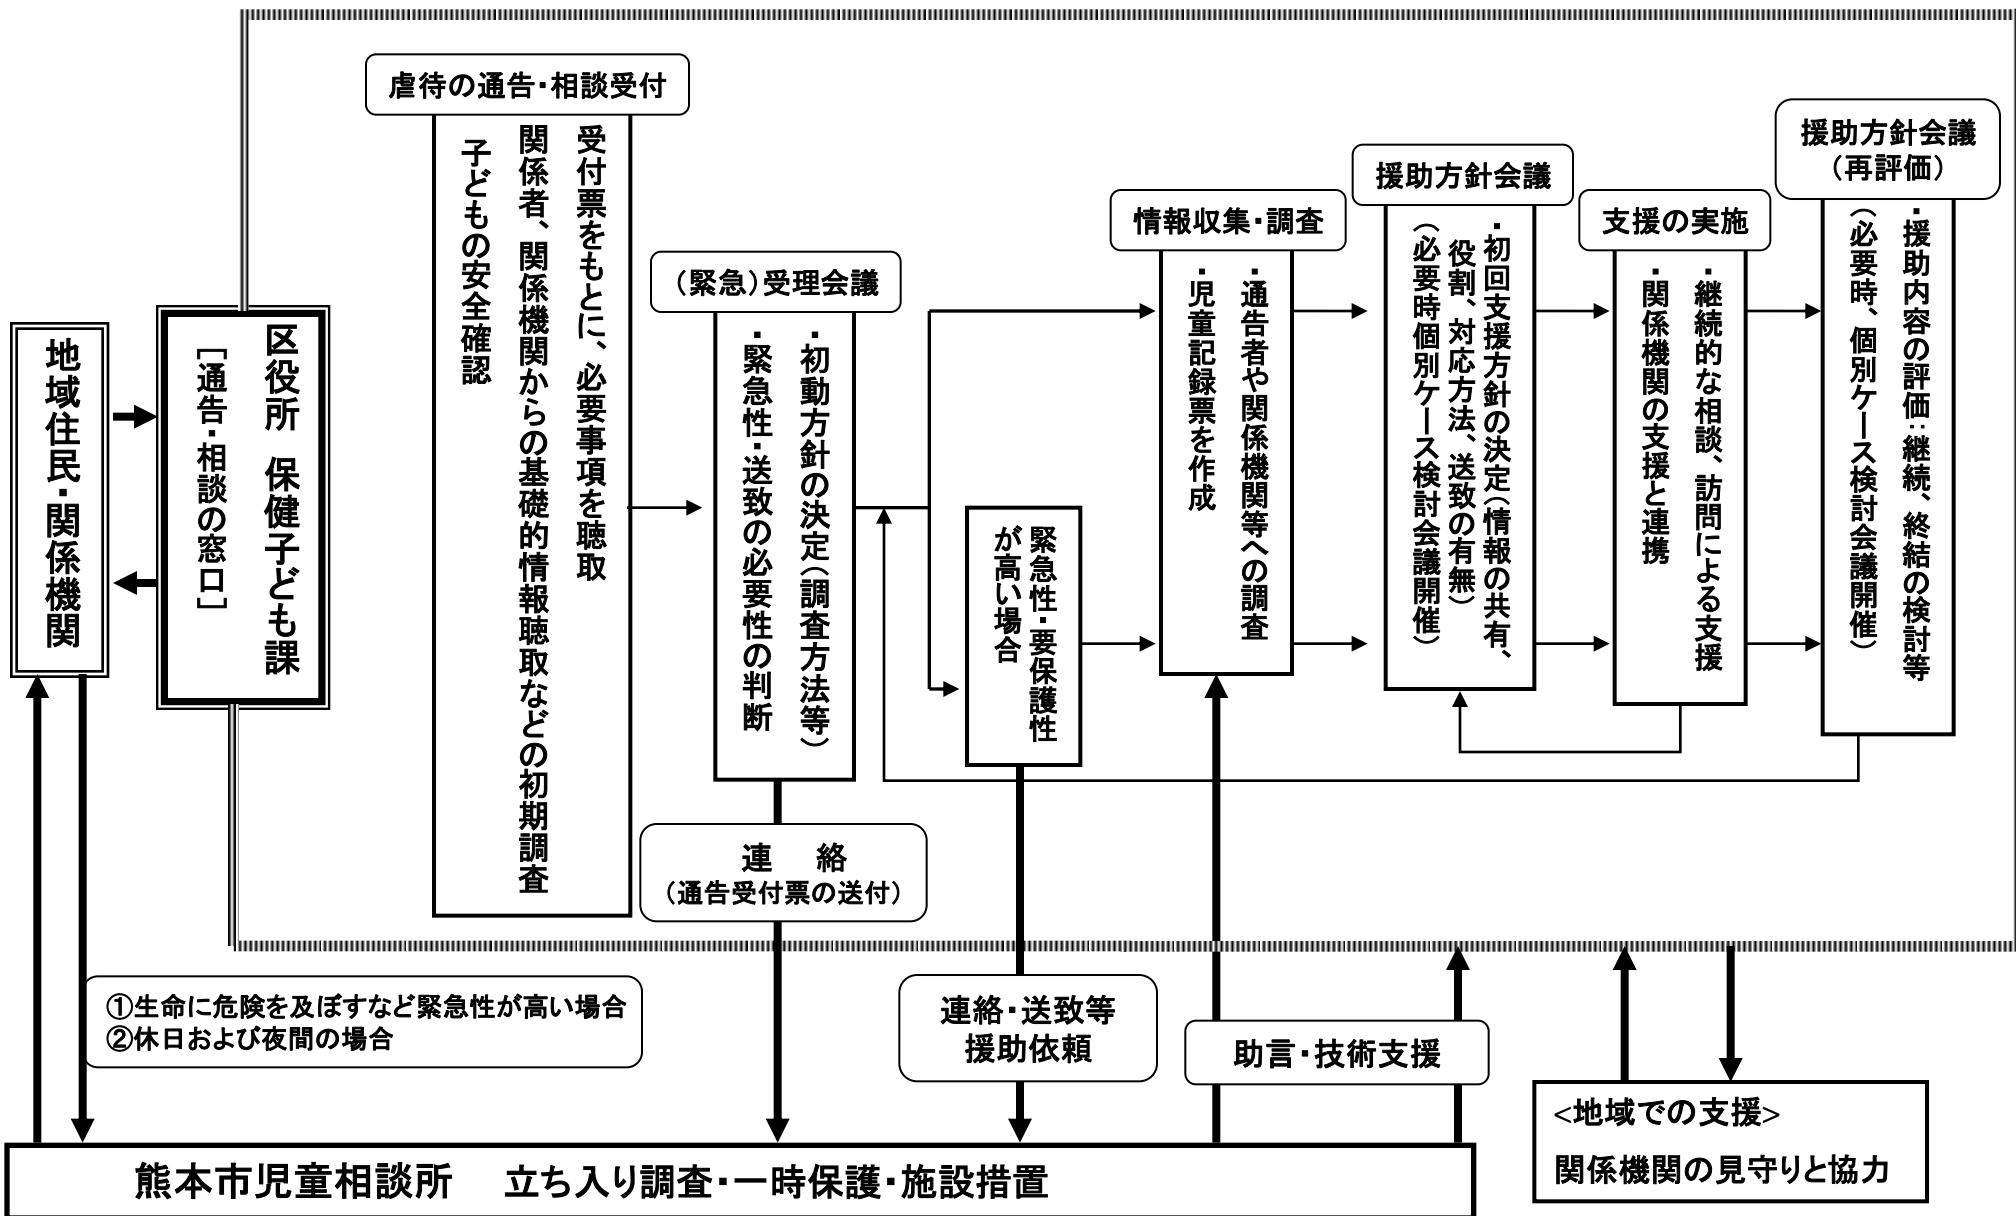 地域住民・関係機関
区役所　保健子ども課
［通告・相談の窓口］
虐待の通告・相談受付
受付票をもとに、必要事項を聴取
関係者、関係機関からの基礎的情報聴取などの初期調査
子どもの安全確認
（緊急）受理会議
・初動方針の決定（調査方法等）
・緊急性・送致の必要性の判断
緊急性・要保護性
が高い場合
情報収集・調査
・通告者や関係機関等への調査
・児童記録票を作成
援助方針会議
・初回支援方針の決定（情報の共有、
役割、対応方法、送致の有無）
（必要時個別ケース検討会議開催）
支援の実施
・継続的な相談、訪問による支援
・関係機関の支援と連携
援助方針会議
（再評価）
・援助内容の評価：継続、終結の検討等
（必要時、個別ケース検討会議開催）
連　絡
（通告受付票の送付）
①生命に危険を及ぼすなど緊急性が高い場合
②休日および夜間の場合
連絡・送致等
援助依頼
助言・技術支援
<地域での支援>
関係機関の見守りと協力
熊本市児童相談所　立ち入り調査・一時保護・施設措置